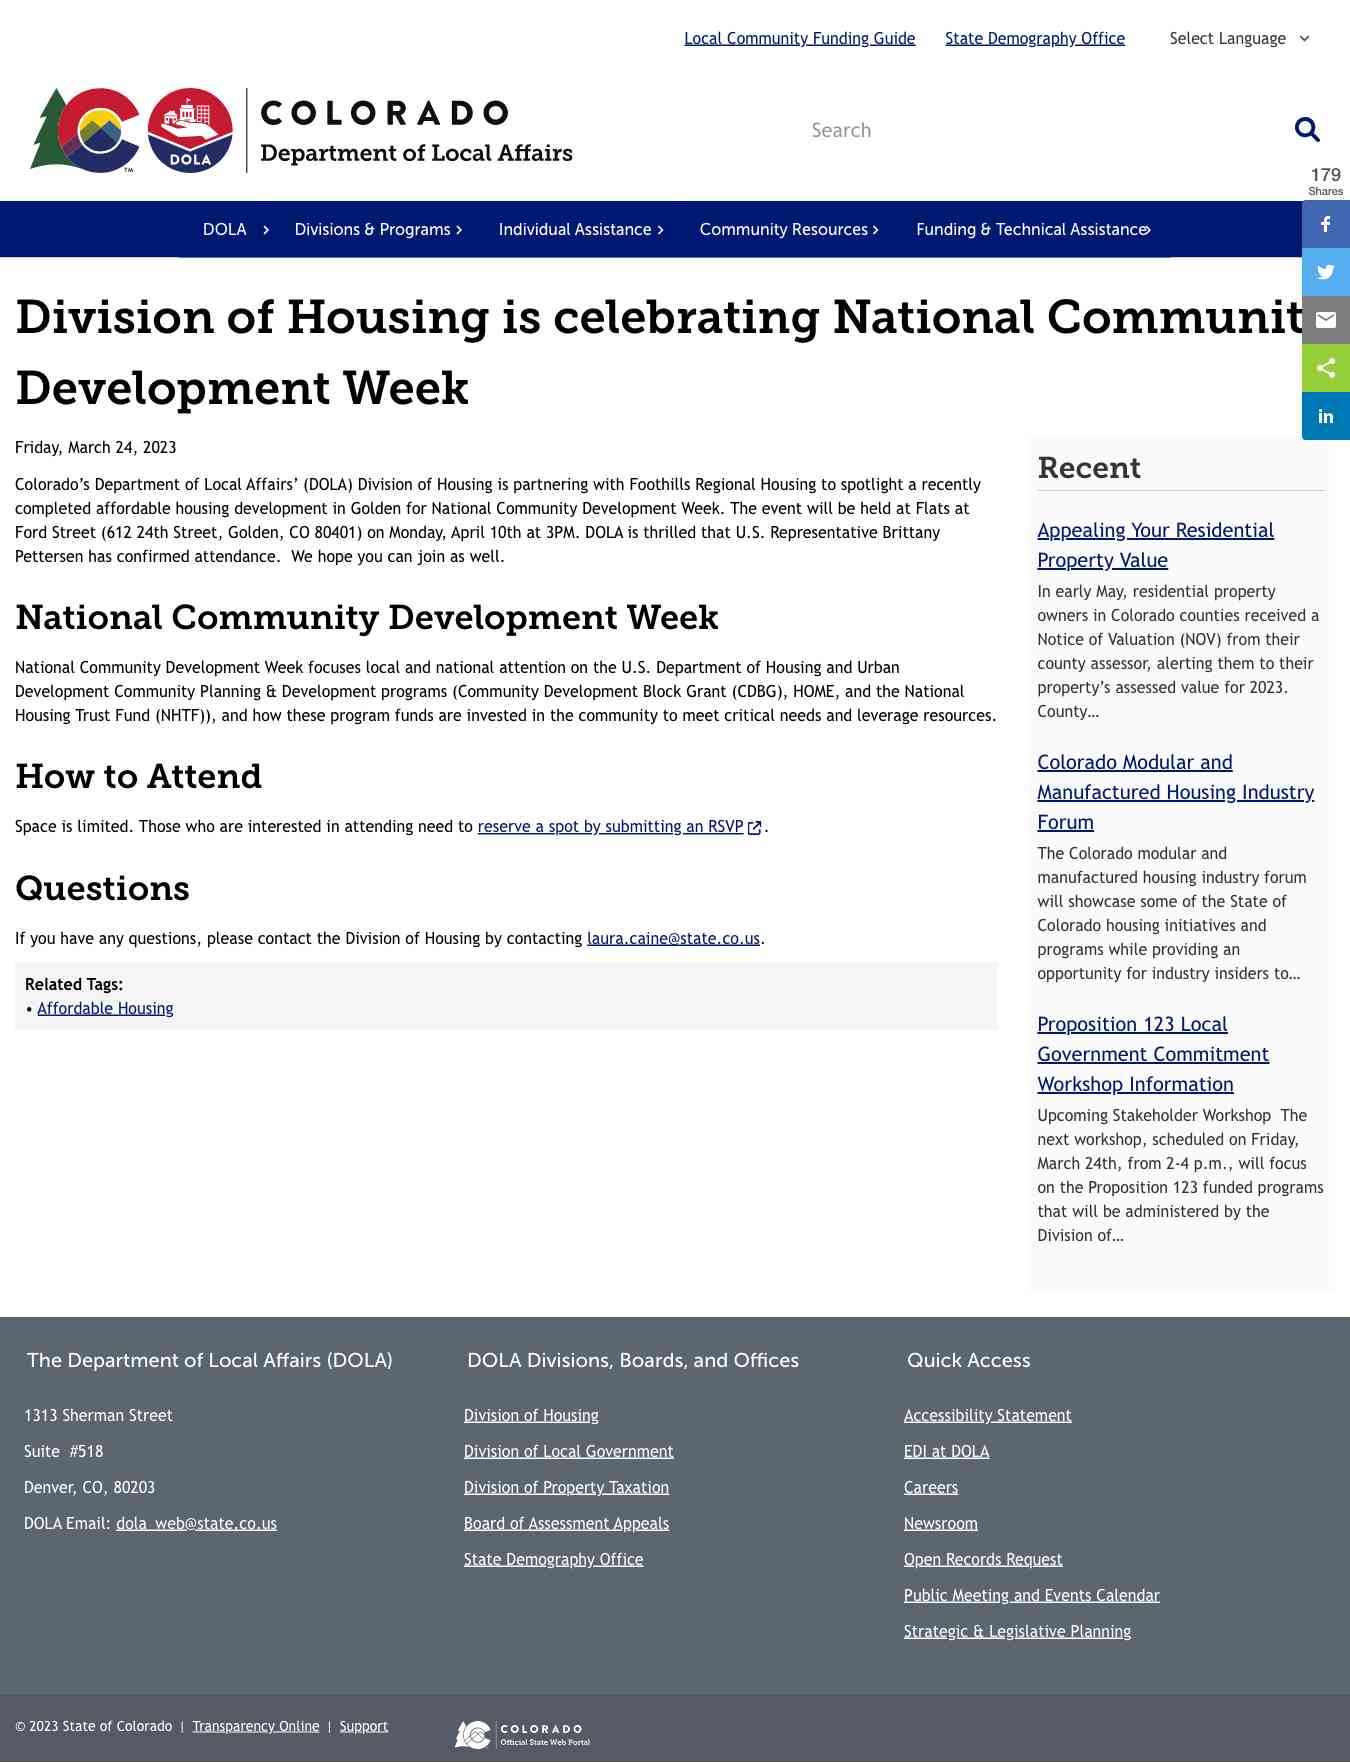 Local Community Funding Guide State Demography Office Select Language
COLORADO
Department of Local Affairs
DOLA
TM
Search
179
Shares
DOLA Divisions & Programs Individual Assistance Community Resources Funding & Technical Assistance
Division of Housing is celebrating National Communit
Development Week
Friday, March 24, 2023
Colorado’s Department of Local Affairs’ (DOLA) Division of Housing is partnering with Foothills Regional Housing to spotlight a recently
completed affordable housing development in Golden for National Community Development Week. The event will be held at Flats at
Ford Street (612 24th Street, Golden, CO 80401) on Monday, April 10th at 3PM. DOLA is thrilled that U.S. Representative Brittany
Pettersen has confirmed attendance.  We hope you can join as well.
National Community Development Week
National Community Development Week focuses local and national attention on the U.S. Department of Housing and Urban
Development Community Planning & Development programs (Community Development Block Grant (CDBG), HOME, and the National
Housing Trust Fund (NHTF)), and how these program funds are invested in the community to meet critical needs and leverage resources.
How to Attend
Space is limited. Those who are interested in attending need to reserve a spot by submitting an RSVP .
Questions
If you have any questions, please contact the Division of Housing by contacting laura.caine@state.co.us.
Related Tags:
• Affordable Housing
Recent
Appealing Your Residential
Property Value
In early May, residential property
owners in Colorado counties received a
Notice of Valuation (NOV) from their
county assessor, alerting them to their
property’s assessed value for 2023.
County…
Colorado Modular and
Manufactured Housing Industry
Forum
The Colorado modular and
manufactured housing industry forum
will showcase some of the State of
Colorado housing initiatives and
programs while providing an
opportunity for industry insiders to…
Proposition 123 Local
Government Commitment
Workshop Information
Upcoming Stakeholder Workshop  The
next workshop, scheduled on Friday,
March 24th, from 2-4 p.m., will focus
on the Proposition 123 funded programs
that will be administered by the
Division of…
The Department of Local Affairs (DOLA)
1313 Sherman Street
Suite  #518
Denver, CO, 80203
DOLA Email: dola_web@state.co.us
DOLA Divisions, Boards, and Offices
Division of Housing
Division of Local Government
Division of Property Taxation
Board of Assessment Appeals
State Demography Office
Quick Access
Accessibility Statement
EDI at DOLA
Careers
Newsroom
Open Records Request
Public Meeting and Events Calendar
Strategic & Legislative Planning
© 2023 State of Colorado | Transparency Online | Support
COLORADO
Official State Web Portal